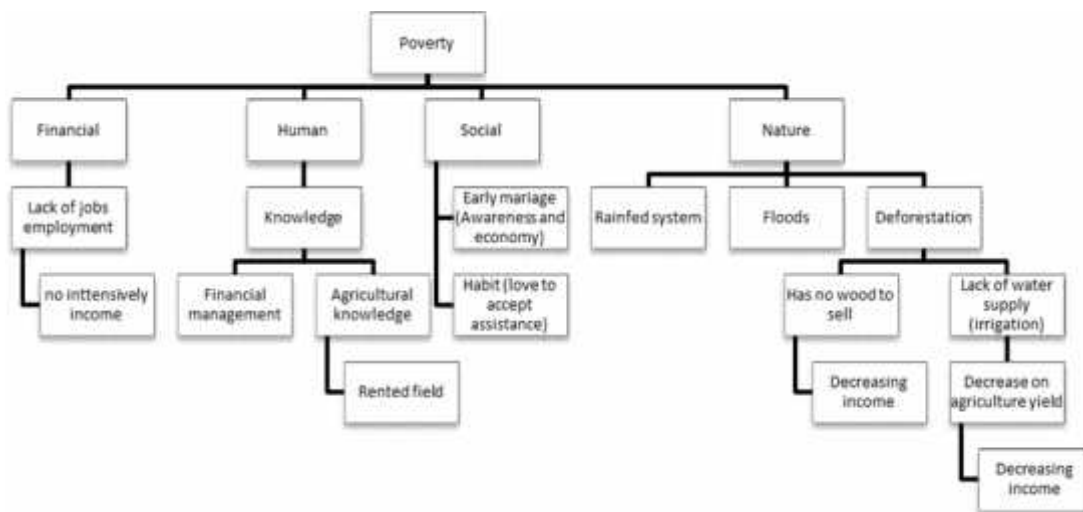 Poverty
Financial
Human
Social
Nature
Lack of jobs
employment
Knowledge
Early mariage
(Awareness and
economy)
Rainfed system
Floods
Deforestation
no inttensively
income
Financial
management
Agricultural
knowledge
Habit (love to
accept
assistance)
Has no wood to
sell
Lack of water
supply
(irrigation)
Rented field
Decreasing
income
Decrease on
agriculture yield
Decreasing
income